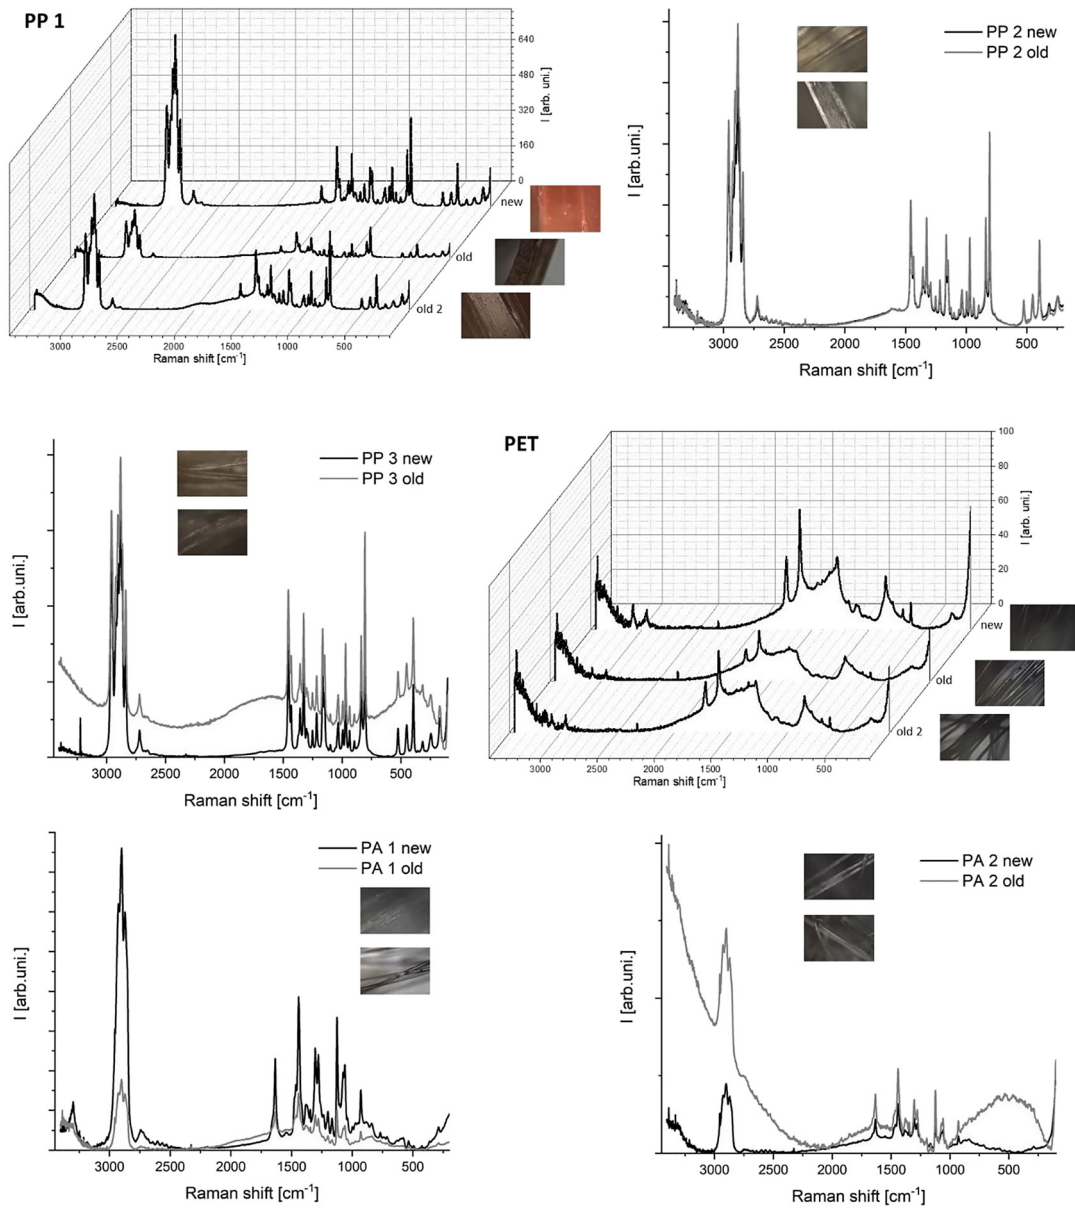 PP 1
640
480
320
160
0
I [arb. uni.]
new
old
old 2
3000 2500 2000 1500 1000 500
Raman shift [cm-1]
PP 2 new
PP 2 old
I [arb.uni.]
3000 2500 2000 1500 1000 500
Raman shift [cm-1]
PP 3 new
PP 3 old
I [arb.uni.]
3000 2500 2000 1500 1000 500
Raman shift [cm-1]
PET
100
80
60
40
20
0
I [arb. uni.]
new
old
old 2
3000 2500 2000 1500 1000 500
Raman shift [cm-1]
PA 1 new
PA 1 old
I [arb.uni.]
3000 2500 2000 1500 1000 500
Raman shift [cm-1]
PA 2 new
PA 2 old
I [arb.uni.]
3000 2500 2000 1500 1000 500
Raman shift [cm-1]